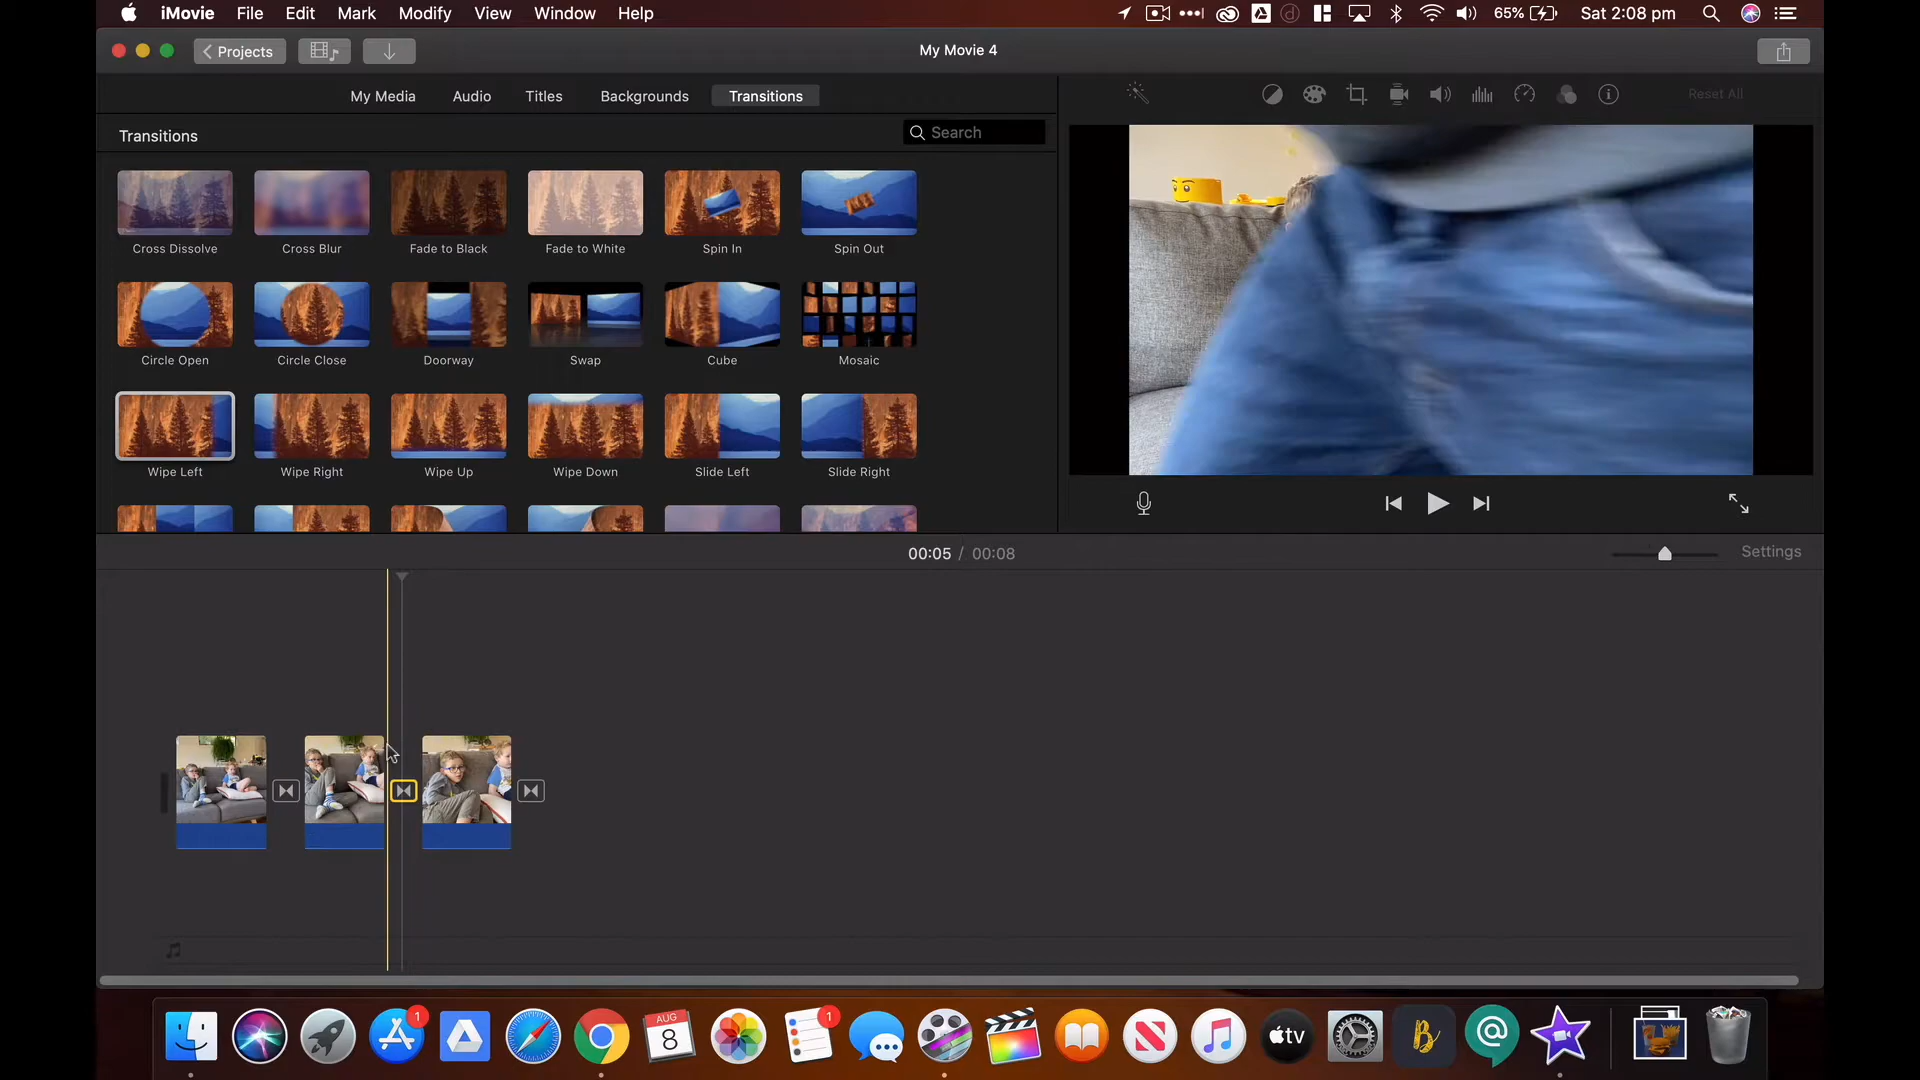 iMovie File Edit Mark Modify View Window Help 65% Sat 2:08 pm
Projects My Movie 4
My Media Audio Titles Backgrounds Transitions Reset All
Transitions Search
Cross Dissolve Cross Blur Fade to Black Fade to White Spin In Spin Out
Circle Open Circle Close Doorway Swap Cube Mosaic
Wipe Left Wipe Right Wipe Up Wipe Down Slide Left Slide Right
00:05 / 00:08 Settings
1 AUG 8 1 tv